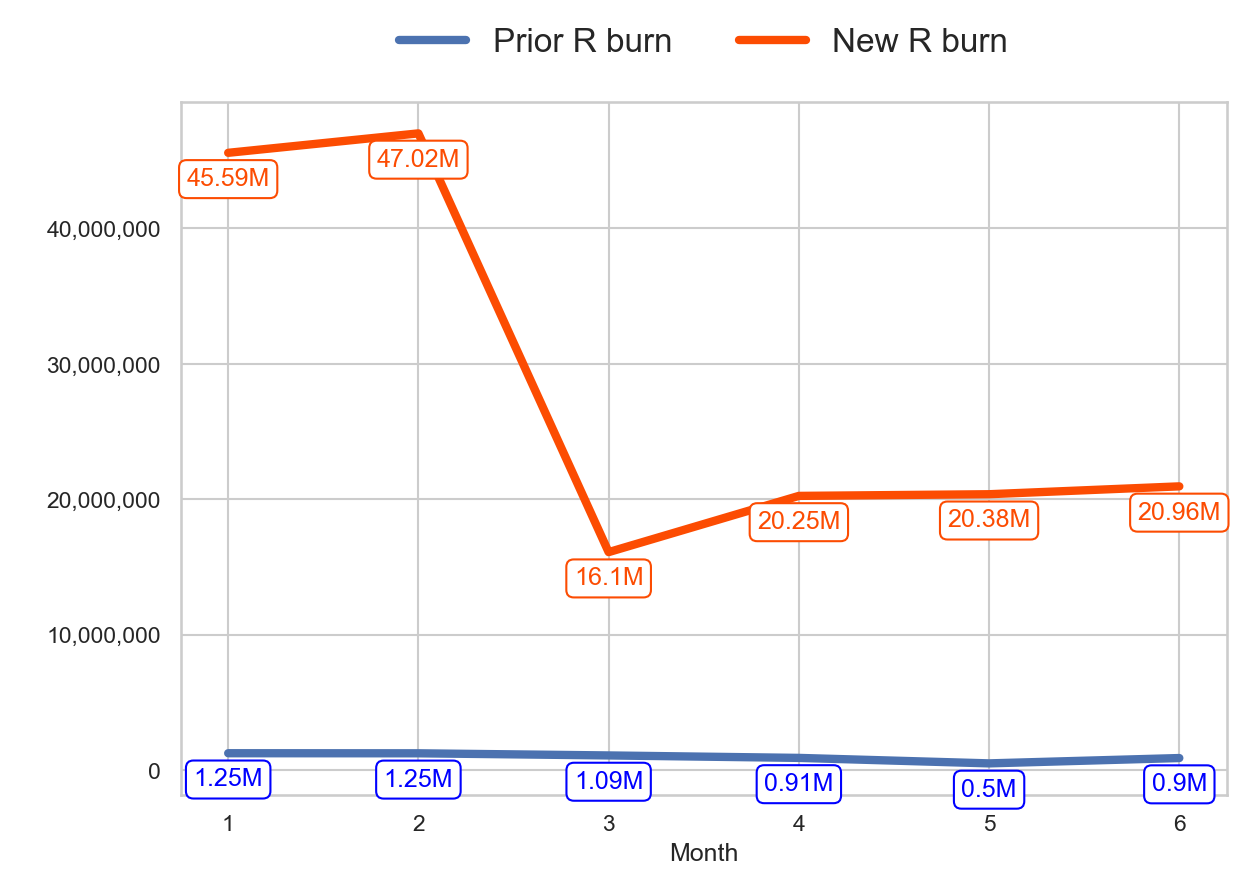 Prior R burn New R burn
45.59M
47.02M
40,000,000
30,000,000
20,000,000
20.25M
20.38M
20.96M
16.1M
10,000,000
0
1.25M
1.25M
1.09M
0.91M
0.5M
0.9M
1 2 3 4 5 6
Month